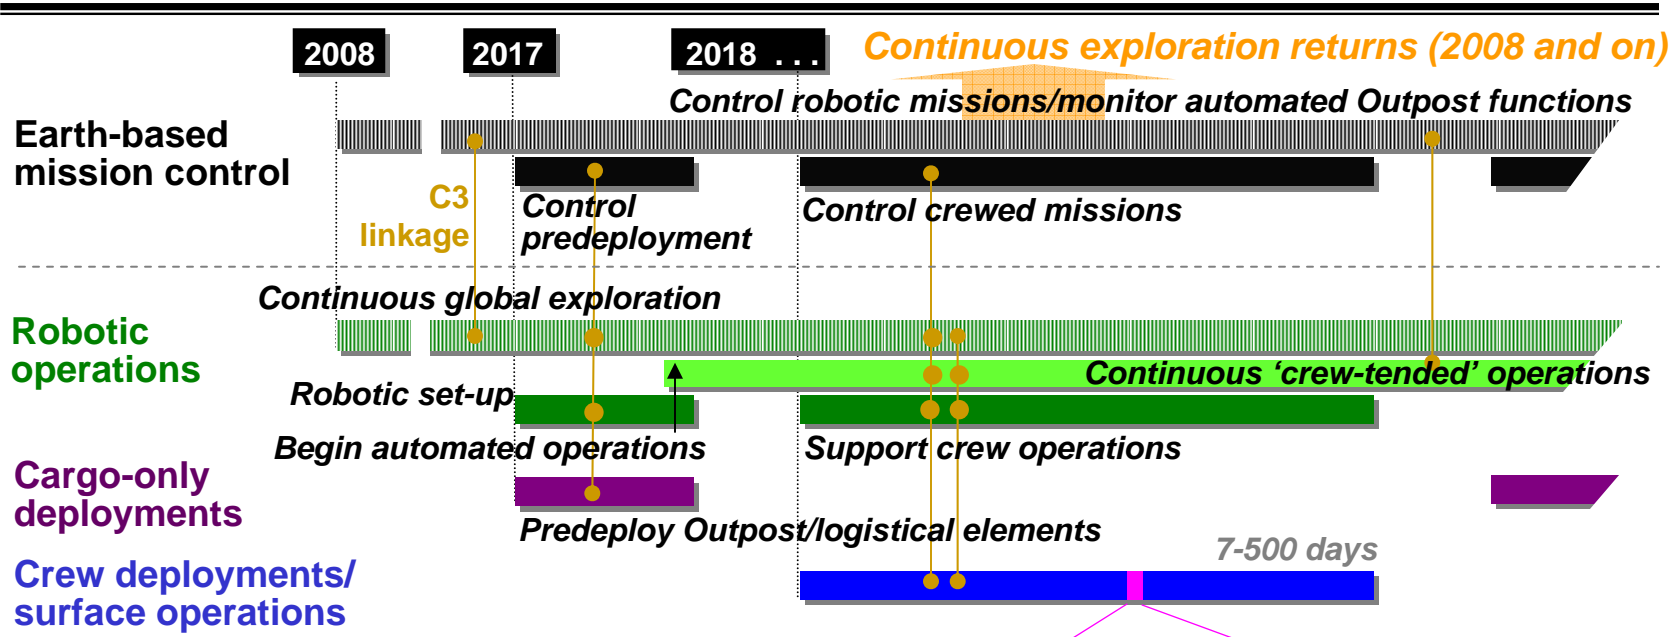 2008
2017
2018 . . .
Continuous exploration returns (2008 and on)
Control robotic missions/monitor automated Outpost functions
Earth-based
mission control
C3
linkage
Control
predeployment
Control crewed missions
Continuous global exploration
Robotic
operations
Continuous ‘crew-tended’ operations
Robotic set-up
Begin automated operations
Support crew operations
Cargo-only
deployments
Predeploy Outpost/logistical elements
7-500 days
Crew deployments/
surface operations